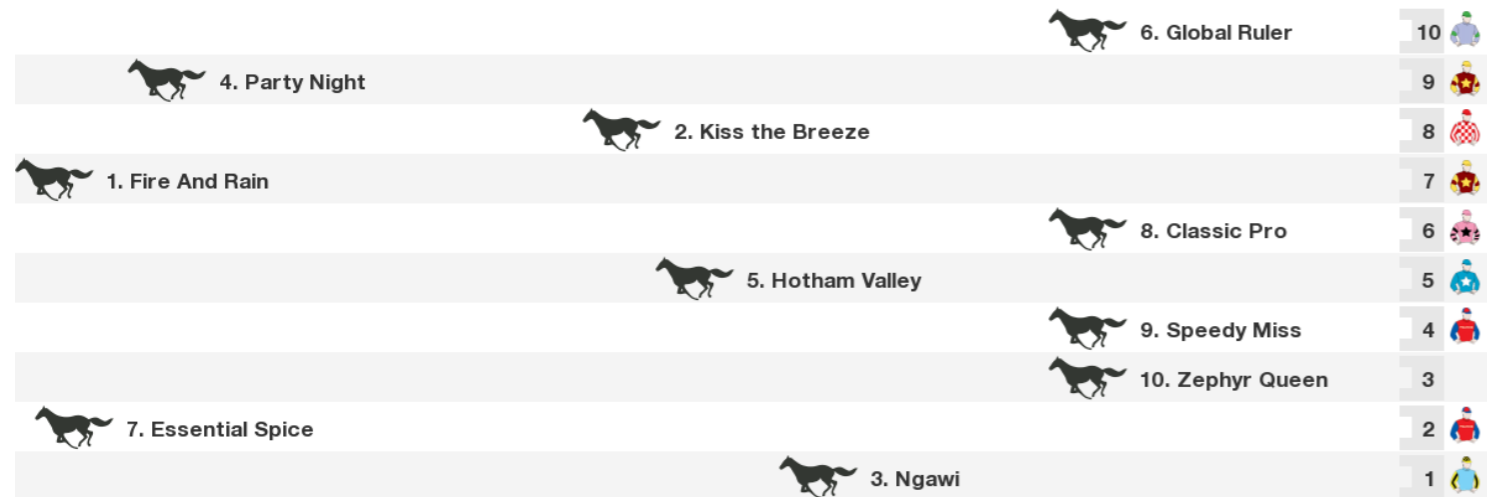 6. Global Ruler 10
4. Party Night 9
2. Kiss the Breeze 8
1. Fire And Rain 7
8. Classic Pro 6
5. Hotham Valley 5
9. Speedy Miss 4
10. Zephyr Queen 3
7. Essential Spice 2
3. Ngawi 1